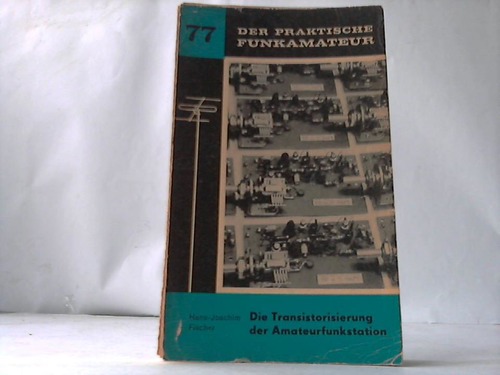 77
DER PRAKTISCHE
FUNKAMATEUR
Hans-Joachim
Fischer
Die Transistorisierung
der Amateurfunkstation